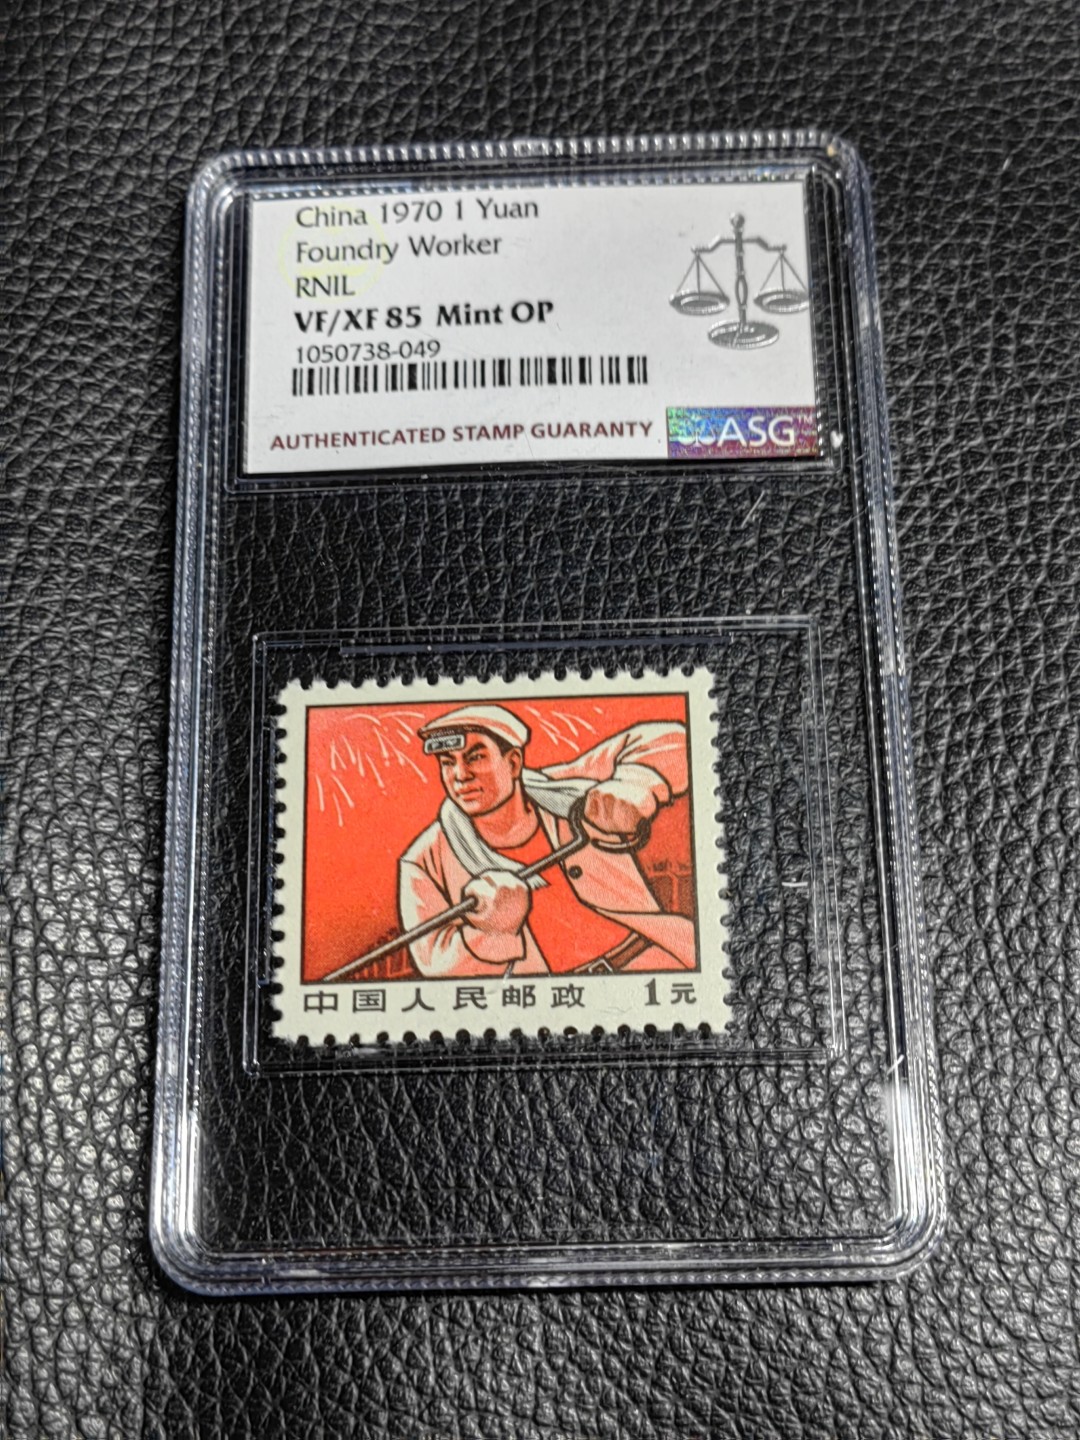 China 1970 1 Yuan
Foundry Worker
RNIL
VF/XF 85 Mint OP
1050738-049
AUTHENTICATED STAMP GUARANTY
ASG™
中国人民邮政 1元